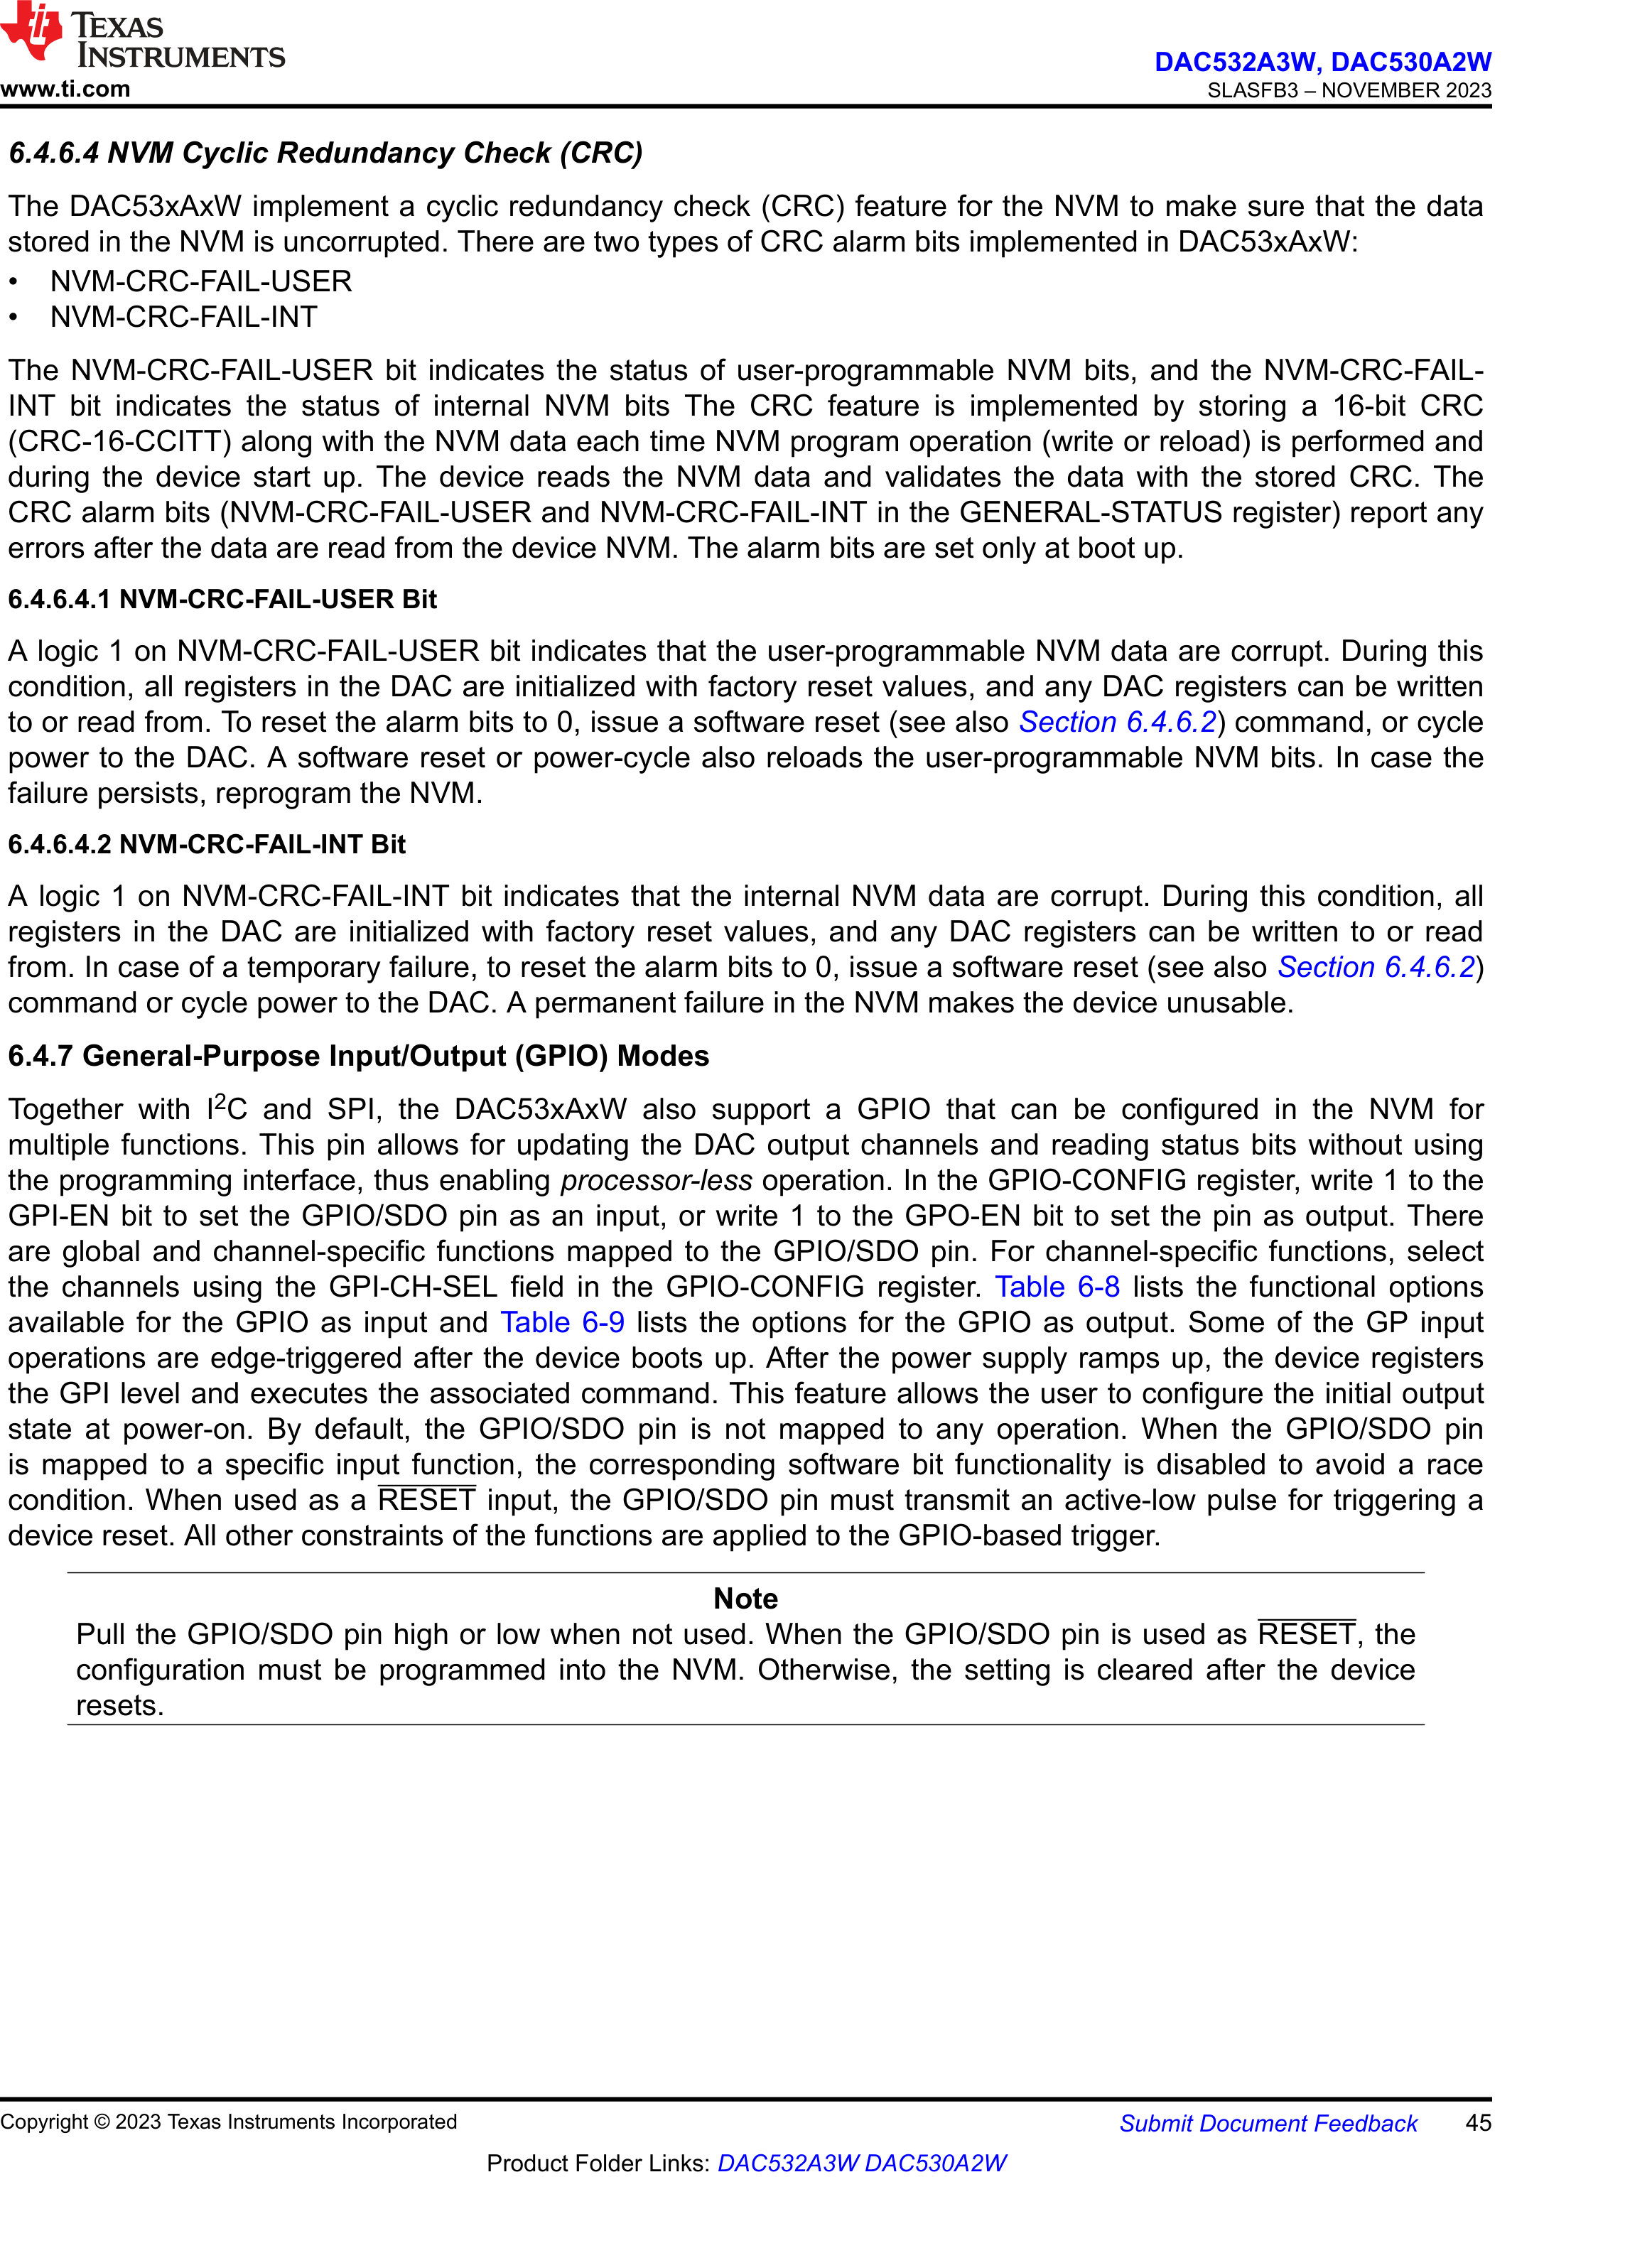 TEXAS
INSTRUMENTS
www.ti.com
DAC532A3W, DAC530A2W
SLASFB3 – NOVEMBER 2023
6.4.6.4 NVM Cyclic Redundancy Check (CRC)
The DAC53xAxW implement a cyclic redundancy check (CRC) feature for the NVM to make sure that the data
stored in the NVM is uncorrupted. There are two types of CRC alarm bits implemented in DAC53xAxW:
• NVM-CRC-FAIL-USER
• NVM-CRC-FAIL-INT
The NVM-CRC-FAIL-USER bit indicates the status of user-programmable NVM bits, and the NVM-CRC-FAIL-
INT bit indicates the status of internal NVM bits The CRC feature is implemented by storing a 16-bit CRC
(CRC-16-CCITT) along with the NVM data each time NVM program operation (write or reload) is performed and
during the device start up. The device reads the NVM data and validates the data with the stored CRC. The
CRC alarm bits (NVM-CRC-FAIL-USER and NVM-CRC-FAIL-INT in the GENERAL-STATUS register) report any
errors after the data are read from the device NVM. The alarm bits are set only at boot up.
6.4.6.4.1 NVM-CRC-FAIL-USER Bit
A logic 1 on NVM-CRC-FAIL-USER bit indicates that the user-programmable NVM data are corrupt. During this
condition, all registers in the DAC are initialized with factory reset values, and any DAC registers can be written
to or read from. To reset the alarm bits to 0, issue a software reset (see also Section 6.4.6.2) command, or cycle
power to the DAC. A software reset or power-cycle also reloads the user-programmable NVM bits. In case the
failure persists, reprogram the NVM.
6.4.6.4.2 NVM-CRC-FAIL-INT Bit
A logic 1 on NVM-CRC-FAIL-INT bit indicates that the internal NVM data are corrupt. During this condition, all
registers in the DAC are initialized with factory reset values, and any DAC registers can be written to or read
from. In case of a temporary failure, to reset the alarm bits to 0, issue a software reset (see also Section 6.4.6.2)
command or cycle power to the DAC. A permanent failure in the NVM makes the device unusable.
6.4.7 General-Purpose Input/Output (GPIO) Modes
Together with I²C and SPI, the DAC53xAxW also support a GPIO that can be configured in the NVM for
multiple functions. This pin allows for updating the DAC output channels and reading status bits without using
the programming interface, thus enabling processor-less operation. In the GPIO-CONFIG register, write 1 to the
GPI-EN bit to set the GPIO/SDO pin as an input, or write 1 to the GPO-EN bit to set the pin as output. There
are global and channel-specific functions mapped to the GPIO/SDO pin. For channel-specific functions, select
the channels using the GPI-CH-SEL field in the GPIO-CONFIG register. Table 6-8 lists the functional options
available for the GPIO as input and Table 6-9 lists the options for the GPIO as output. Some of the GP input
operations are edge-triggered after the device boots up. After the power supply ramps up, the device registers
the GPI level and executes the associated command. This feature allows the user to configure the initial output
state at power-on. By default, the GPIO/SDO pin is not mapped to any operation. When the GPIO/SDO pin
is mapped to a specific input function, the corresponding software bit functionality is disabled to avoid a race
condition. When used as a RESET input, the GPIO/SDO pin must transmit an active-low pulse for triggering a
device reset. All other constraints of the functions are applied to the GPIO-based trigger.
Note
Pull the GPIO/SDO pin high or low when not used. When the GPIO/SDO pin is used as RESET, the
configuration must be programmed into the NVM. Otherwise, the setting is cleared after the device
resets.
Copyright © 2023 Texas Instruments Incorporated
Submit Document Feedback 45
Product Folder Links: DAC532A3W DAC530A2W